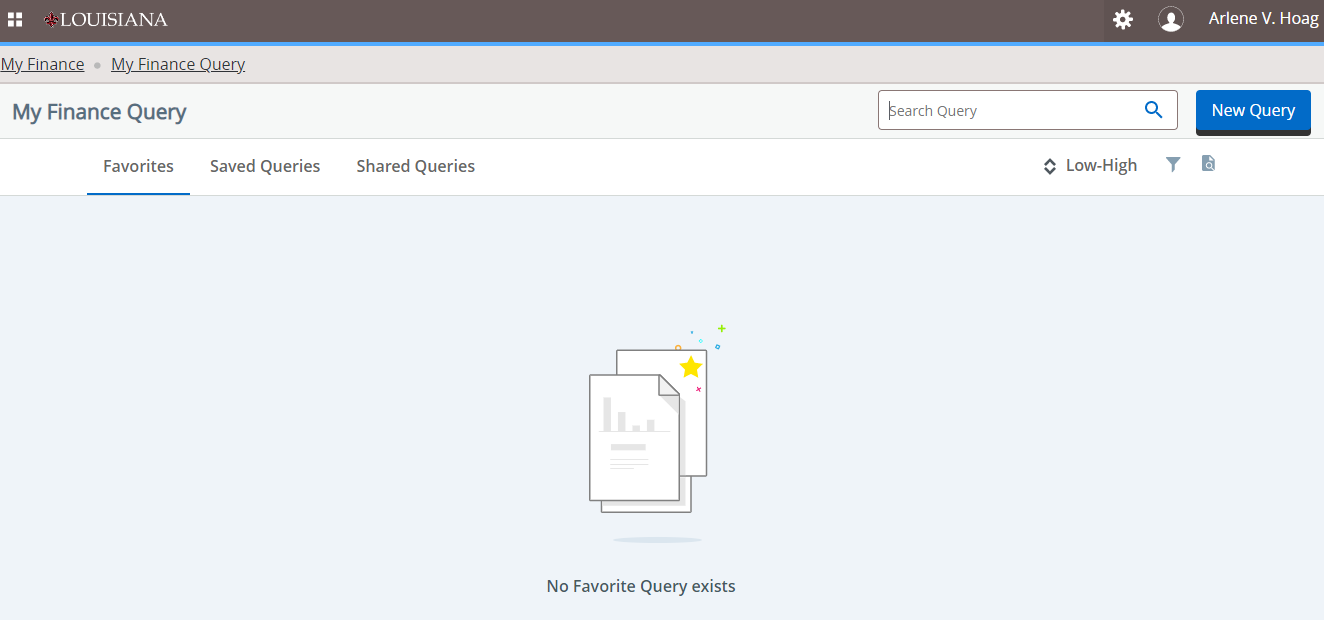 LOUISIANA
Arlene V. Hoag
My Finance My Finance Query
My Finance Query
Search Query
New Query
Favorites Saved Queries Shared Queries
Low-High
No Favorite Query exists